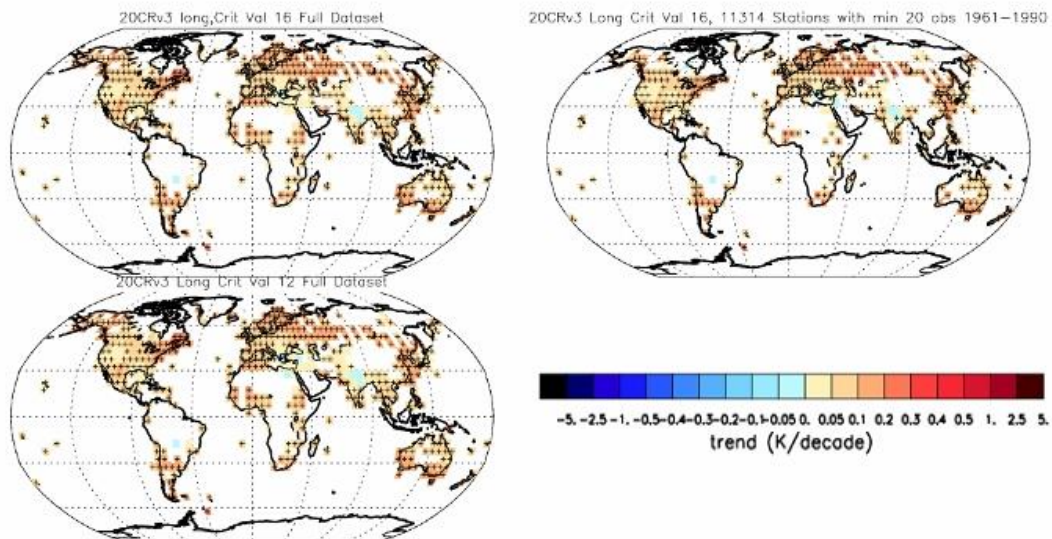 20CRv3 long,Crit Val 16 Full Dataset
20CRv3 Long Crit Val 16, 11314 Stations with min 20 obs 1961-1990
20CRv3 Long Crit Val 12 Full Dataset
-5. -2.5 -1. -0.5-0.4-0.3-0.2-0.1-0.05 0. 0.05 0.1 0.2 0.3 0.4 0.5 1. 2.5 5.
trend (K/decade)